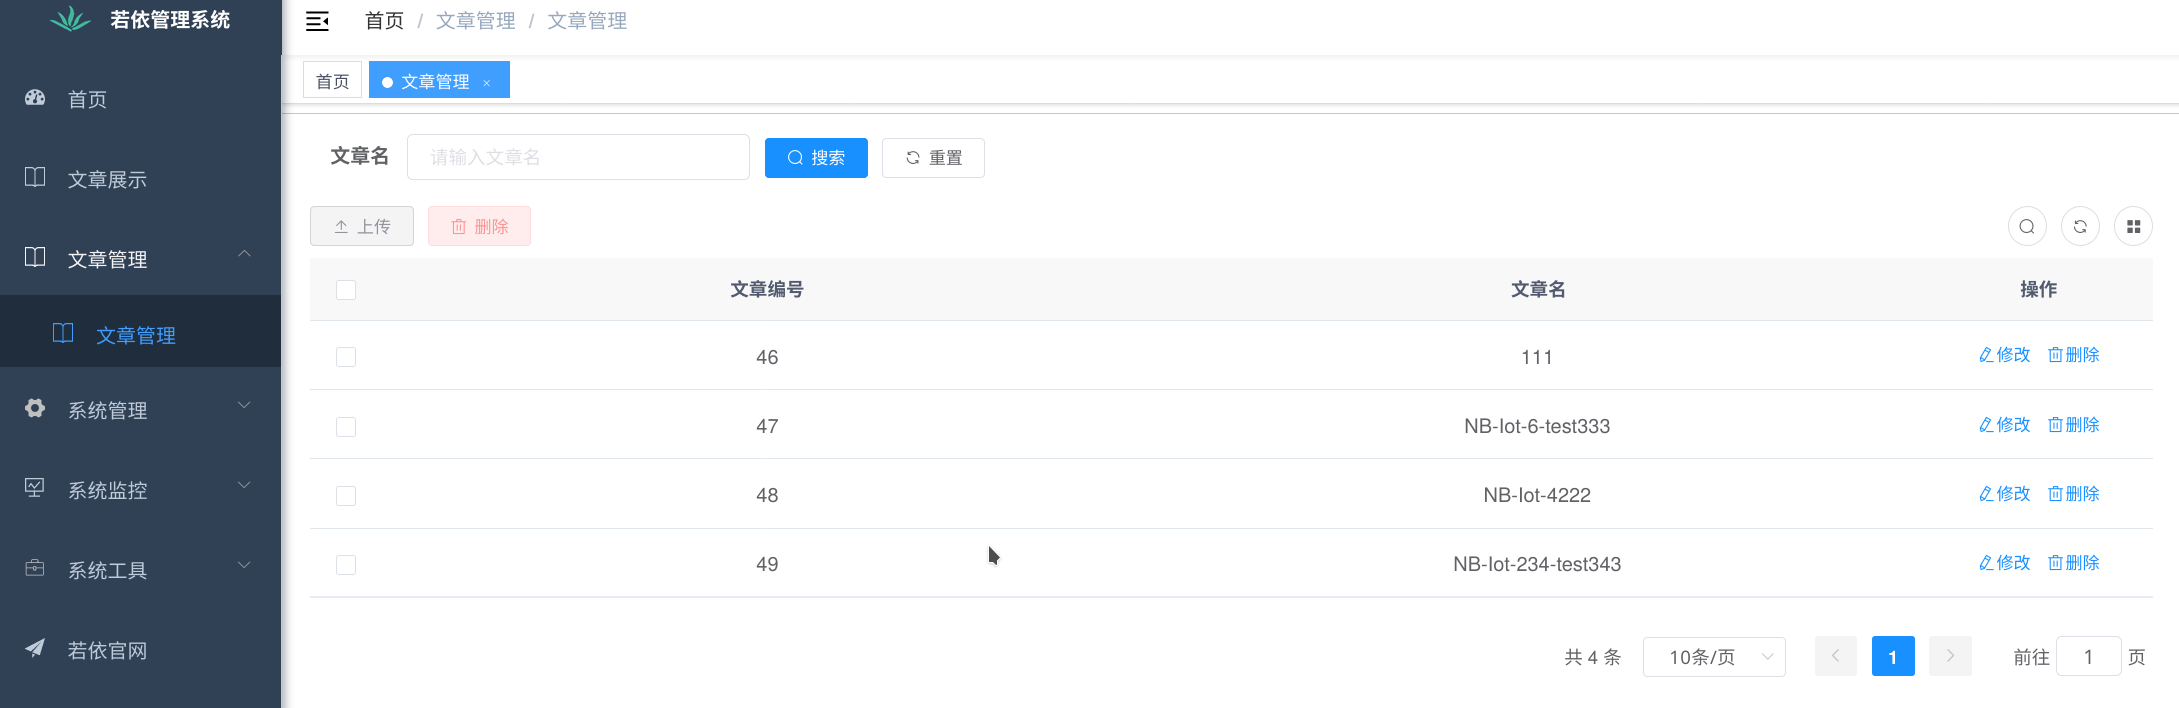 若依管理系统
首页 / 文章管理 / 文章管理
首页 文章管理 ×
首页
文章展示
文章管理
文章管理
系统管理
系统监控
系统工具
若依官网
文章名 请输入文章名 搜索 重置
上传 删除
文章编号 文章名 操作
46 111 修改 删除
47 NB-Iot-6-test333 修改 删除
48 NB-Iot-4222 修改 删除
49 NB-Iot-234-test343 修改 删除
共 4 条 10条/页 1 前往 1 页